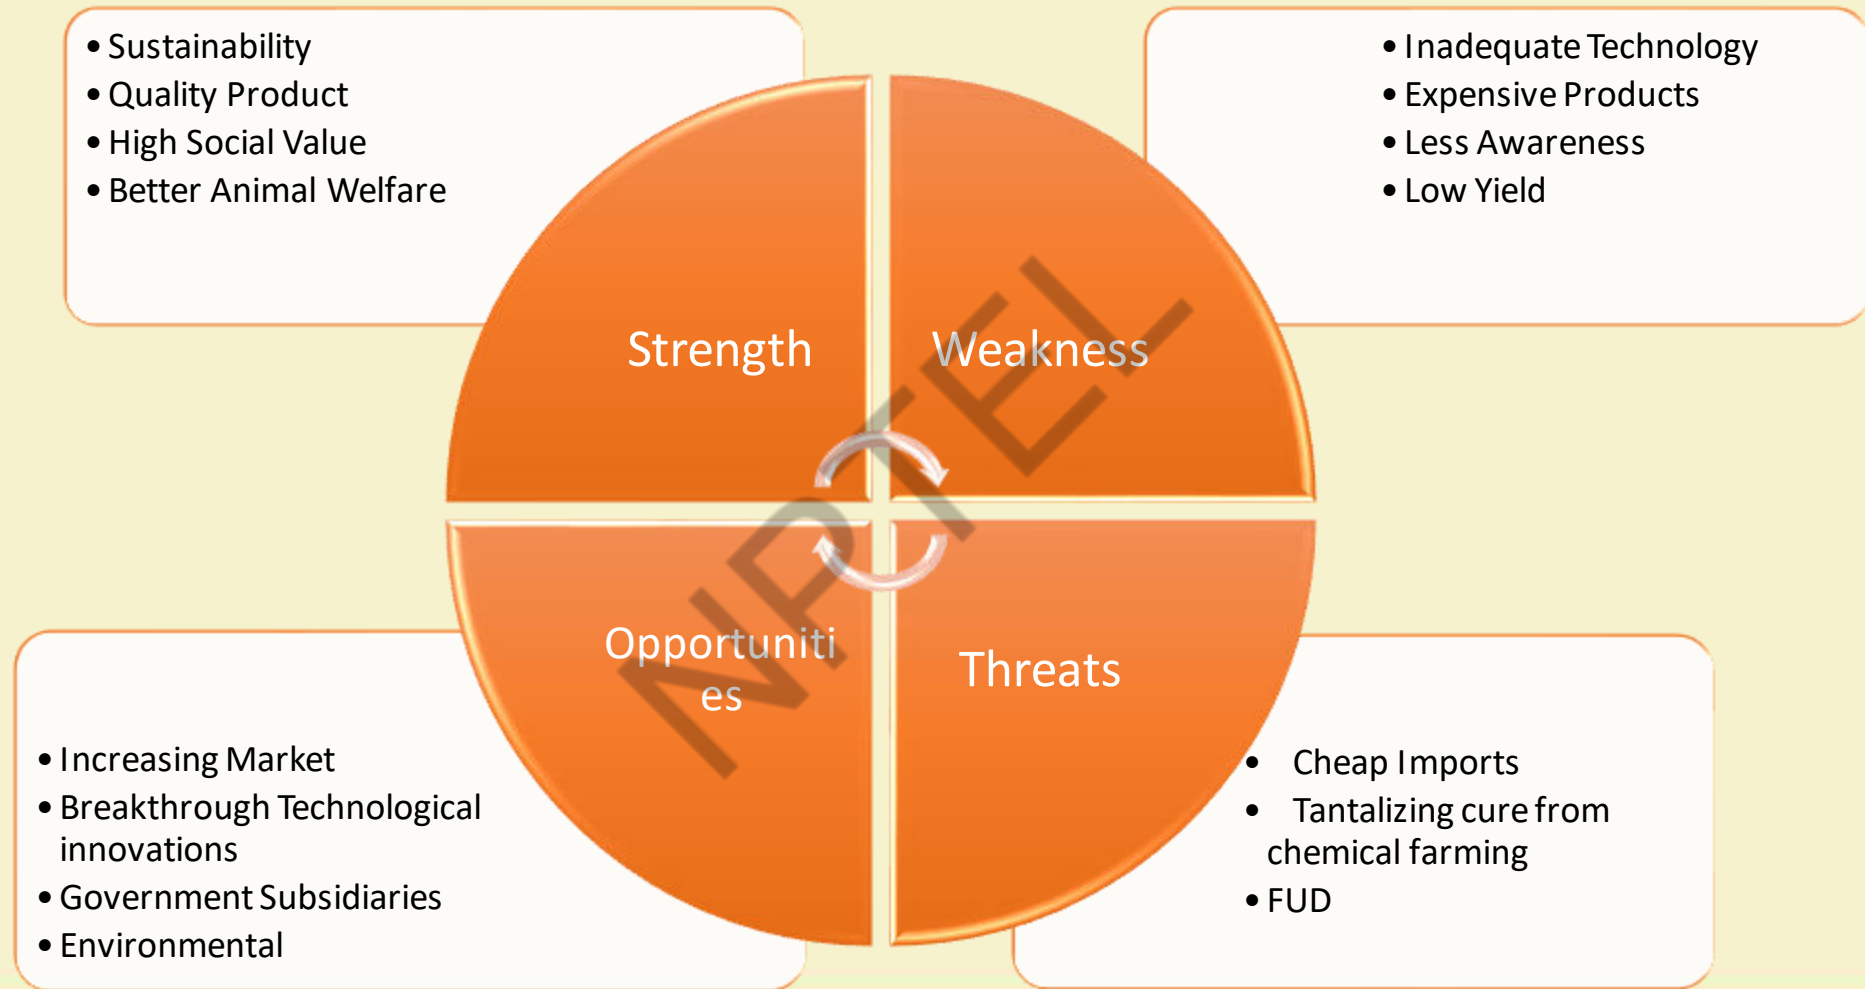 • Sustainability
• Quality Product
• High Social Value
• Better Animal Welfare
• Inadequate Technology
• Expensive Products
• Less Awareness
• Low Yield
Strength
Weakness
Opportuniti
es
Threats
• Increasing Market
• Breakthrough Technological
innovations
• Government Subsidiaries
• Environmental
• Cheap Imports
• Tantalizing cure from
chemical farming
• FUD
NPTEL